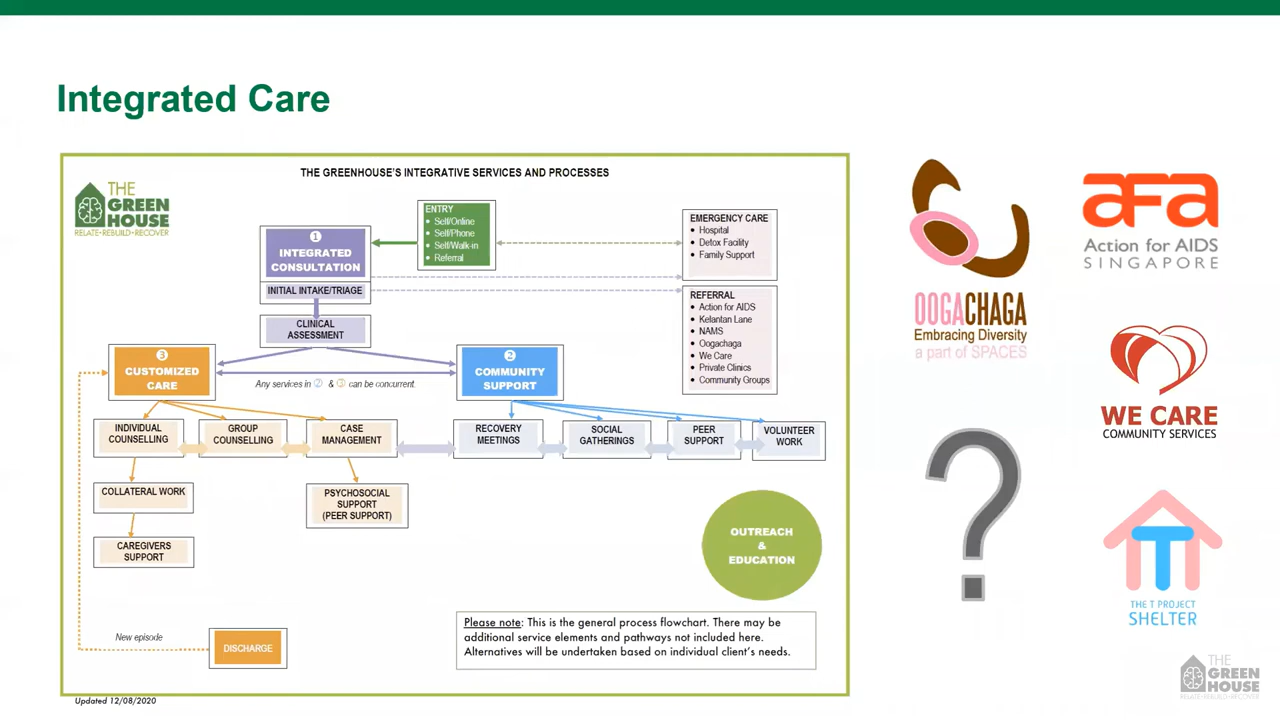 Integrated Care
THE GREENHOUSE'S INTEGRATIVE SERVICES AND PROCESSES
THE
GREEN
HOUSE
RELATE•REBUILD•RECOVER
ENTRY
• Self/Online
• Self/Phone
• Self/Walk-in
• Referral
1
INTEGRATED
CONSULTATION
INITIAL INTAKE/TRIAGE
CLINICAL
ASSESSMENT
EMERGENCY CARE
• Hospital
• Detox Facility
• Family Support
REFERRAL
• Action for AIDS
• Kelantan Lane
• NAMS
• Oogachaga
• We Care
• Private Clinics
• Community Groups
3
CUSTOMIZED
CARE
Any services in ② & ③ can be concurrent.
2
COMMUNITY
SUPPORT
INDIVIDUAL
COUNSELLING
GROUP
COUNSELLING
CASE
MANAGEMENT
RECOVERY
MEETINGS
SOCIAL
GATHERINGS
PEER
SUPPORT
VOLUNTEER
WORK
COLLATERAL WORK
PSYCHOSOCIAL
SUPPORT
(PEER SUPPORT)
CAREGIVERS
SUPPORT
OUTREACH
&
EDUCATION
New episode
DISCHARGE
Please note: This is the general process flowchart. There may be
additional service elements and pathways not included here.
Alternatives will be undertaken based on individual client's needs.
Updated 12/08/2020
OOGACHAGA
Embracing Diversity
a part of SPACES
afa
Action for AIDS
SINGAPORE
WE CARE
COMMUNITY SERVICES
?
T
THE T PROJECT
SHELTER
THE
GREEN
HOUSE
RELATE•REBUILD•RECOVER